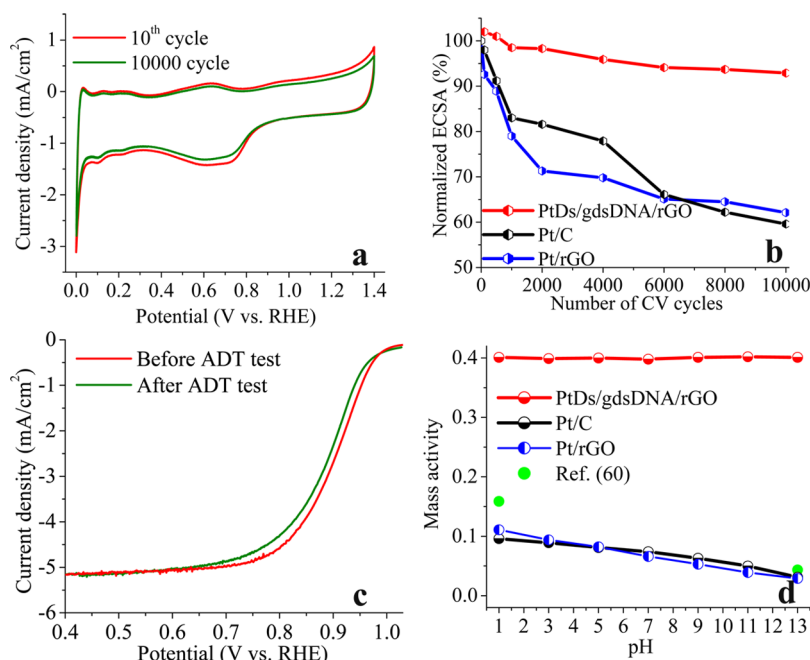 Current density (mA/cm²)
1
0
-1
-2
-3
10th cycle
10000 cycle
a
0.0 0.2 0.4 0.6 0.8 1.0 1.2 1.4
Potential (V vs. RHE)
Normalized ECSA (%)
100
90
80
70
60
50
PtDs/gdsDNA/rGO
Pt/C
Pt/rGO
b
0 2000 4000 6000 8000 10000
Number of CV cycles
Current density (mA/cm²)
0
-1
-2
-3
-4
-5
-6
Before ADT test
After ADT test
c
0.4 0.5 0.6 0.7 0.8 0.9 1.0
Potential (V vs. RHE)
Mass activity
0.4
0.3
0.2
0.1
0.0
PtDs/gdsDNA/rGO
Pt/C
Pt/rGO
Ref. (60)
d
1 2 3 4 5 6 7 8 9 10 11 12 13
pH